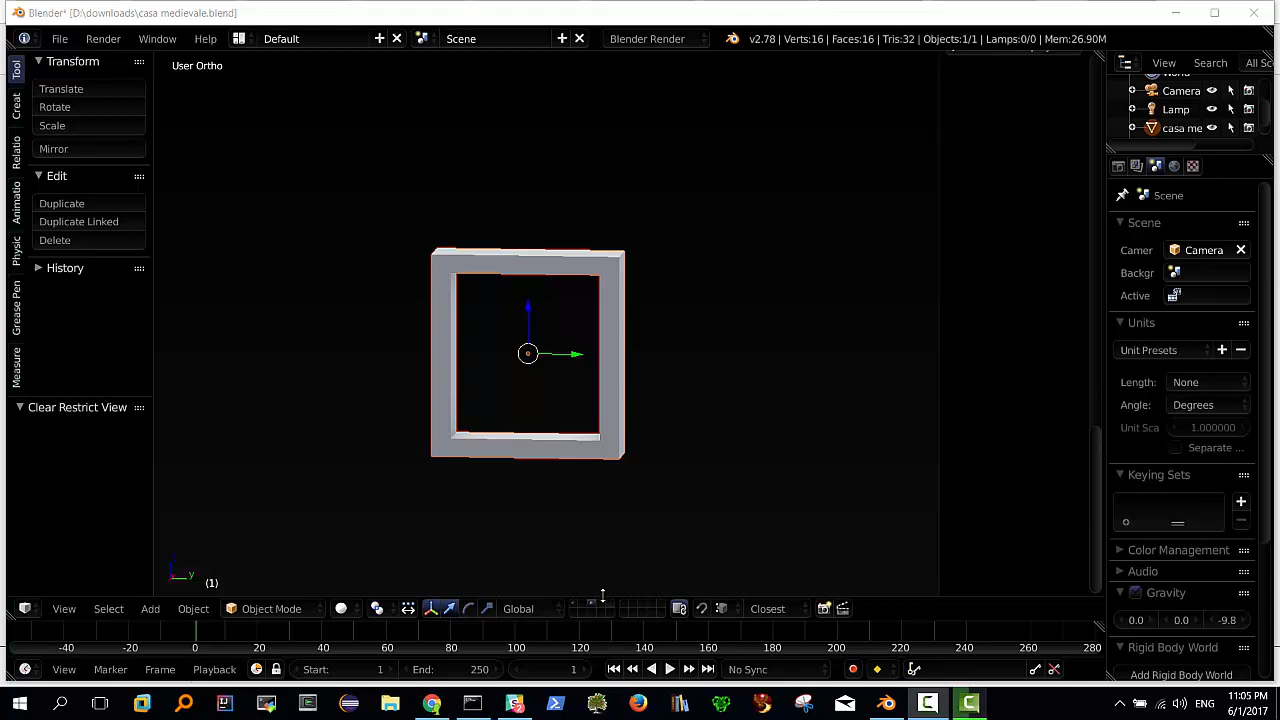 Blender* [D:\downloads\casa medievale.blend]
File Render Window Help Default Scene Blender Render v2.78 | Verts:16 | Faces:16 | Tris:32 | Objects:1/1 | Lamps:0/0 | Mem:26.90M
Tool
Creat
Relatio
Animatio
Physic
Grease Pen
Measure
Transform
Translate
Rotate
Scale
Mirror
Edit
Duplicate
Duplicate Linked
Delete
History
Clear Restrict View
User Ortho
y
(1)
View Search All Sc
Camera
Lamp
casa me
Scene
Scene
Camer Camera
Backgr
Active
Units
Unit Presets
Length: None
Angle: Degrees
Unit Sca 1.000000
Separate ...
Keying Sets
Color Management
Audio
Gravity
0.0 0.0 -9.8
Rigid Body World
Add Rigid Body World
View Select Add Object Object Mode Global Closest
-40 -20 0 20 40 60 80 100 120 140 160 180 200 220 240 260 280
View Marker Frame Playback Start: 1 End: 250 1 No Sync
ENG
11:05 PM
6/1/2017